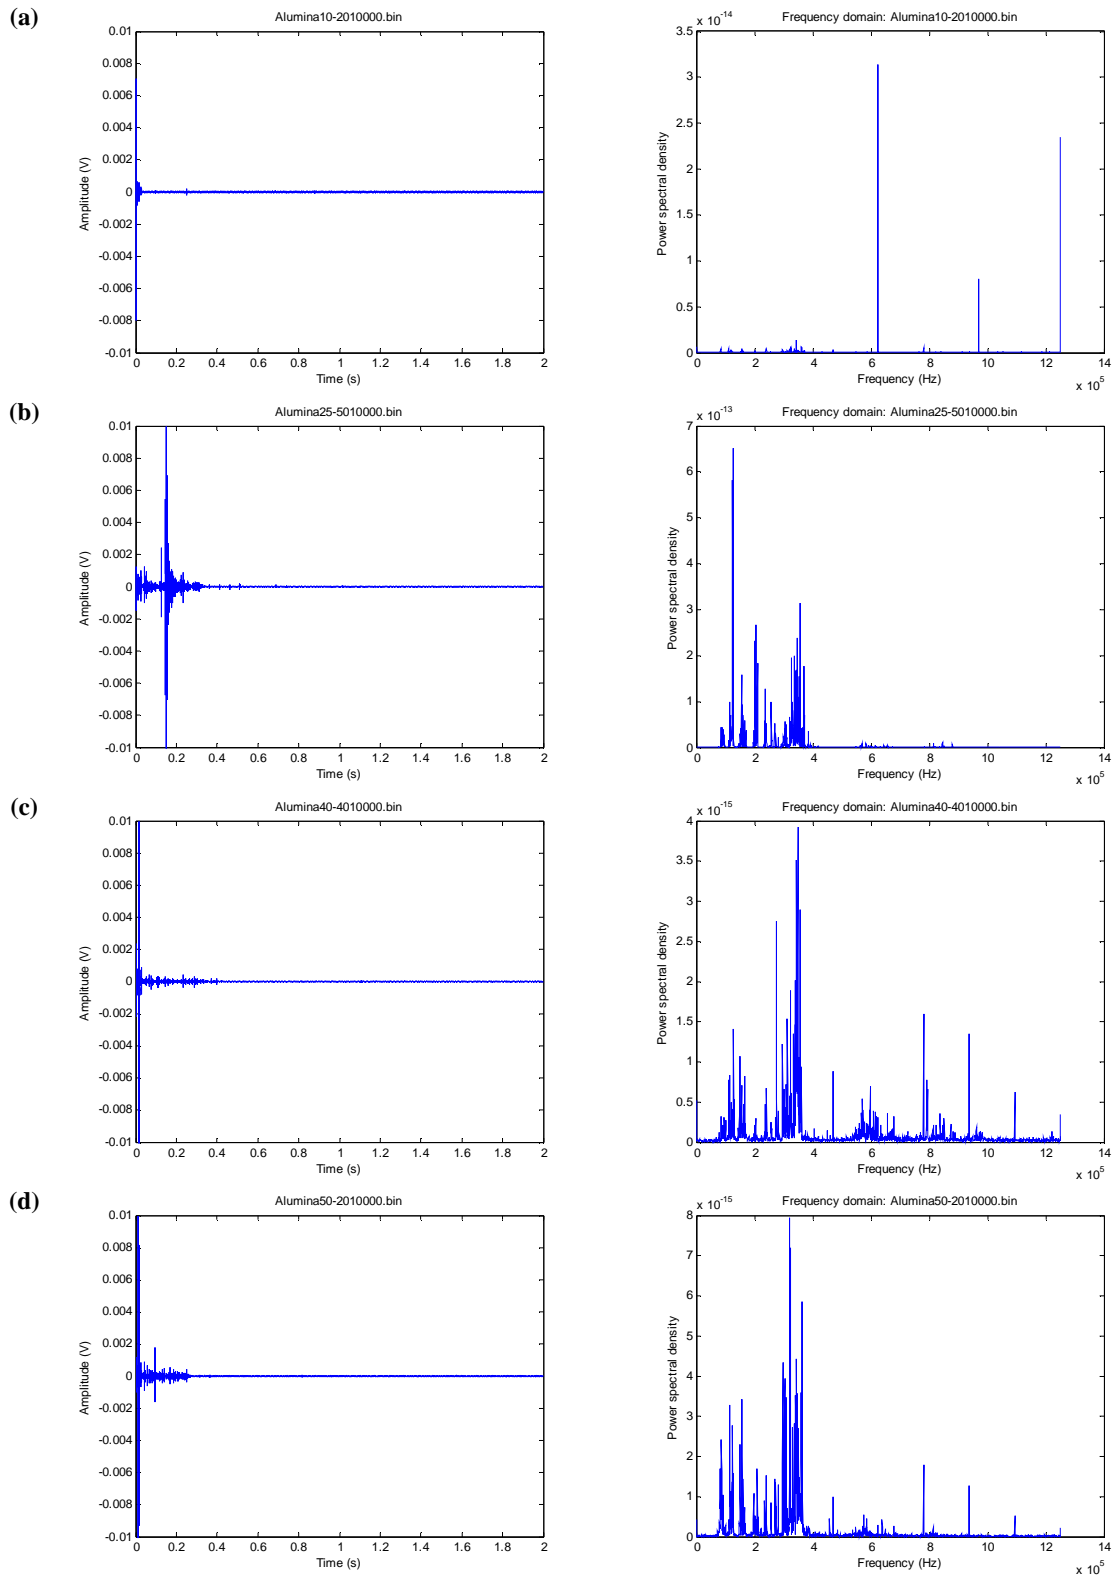 (a)
Alumina10-2010000.bin
0.01
0.008
0.006
0.004
0.002
0
-0.002
-0.004
-0.006
-0.008
-0.01
Amplitude (V)
0 0.2 0.4 0.6 0.8 1 1.2 1.4 1.6 1.8 2
Time (s)
Frequency domain: Alumina10-2010000.bin
x 10-14
3.5
3
2.5
2
1.5
1
0.5
0
Power spectral density
0 2 4 6 8 10 12 14
x 10 5
Frequency (Hz)
(b)
Alumina25-5010000.bin
0.01
0.008
0.006
0.004
0.002
0
-0.002
-0.004
-0.006
-0.008
-0.01
Amplitude (V)
0 0.2 0.4 0.6 0.8 1 1.2 1.4 1.6 1.8 2
Time (s)
Frequency domain: Alumina25-5010000.bin
x 10-13
7
6
5
4
3
2
1
0
Power spectral density
0 2 4 6 8 10 12 14
x 10 5
Frequency (Hz)
(c)
Alumina40-4010000.bin
0.01
0.008
0.006
0.004
0.002
0
-0.002
-0.004
-0.006
-0.008
-0.01
Amplitude (V)
0 0.2 0.4 0.6 0.8 1 1.2 1.4 1.6 1.8 2
Time (s)
Frequency domain: Alumina40-4010000.bin
x 10-15
4
3.5
3
2.5
2
1.5
1
0.5
0
Power spectral density
0 2 4 6 8 10 12 14
x 10 5
Frequency (Hz)
(d)
Alumina50-2010000.bin
0.01
0.008
0.006
0.004
0.002
0
-0.002
-0.004
-0.006
-0.008
-0.01
Amplitude (V)
0 0.2 0.4 0.6 0.8 1 1.2 1.4 1.6 1.8 2
Time (s)
Frequency domain: Alumina50-2010000.bin
x 10-15
8
7
6
5
4
3
2
1
0
Power spectral density
0 2 4 6 8 10 12 14
x 10 5
Frequency (Hz)